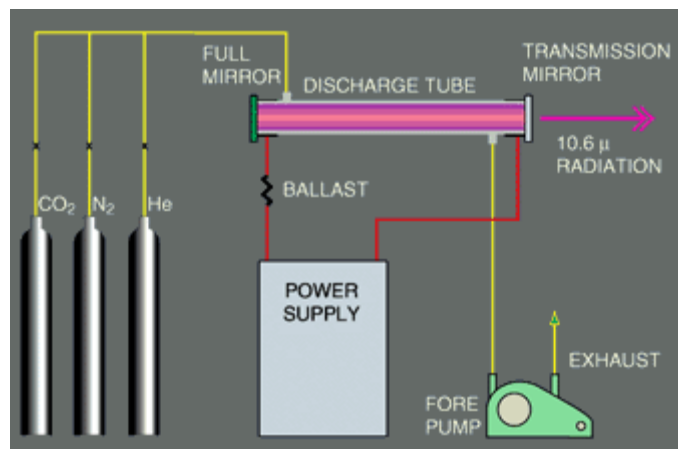 FULL
MIRROR
DISCHARGE TUBE
TRANSMISSION
MIRROR
10.6 μ
RADIATION
CO₂
N₂
He
BALLAST
POWER
SUPPLY
EXHAUST
FORE
PUMP